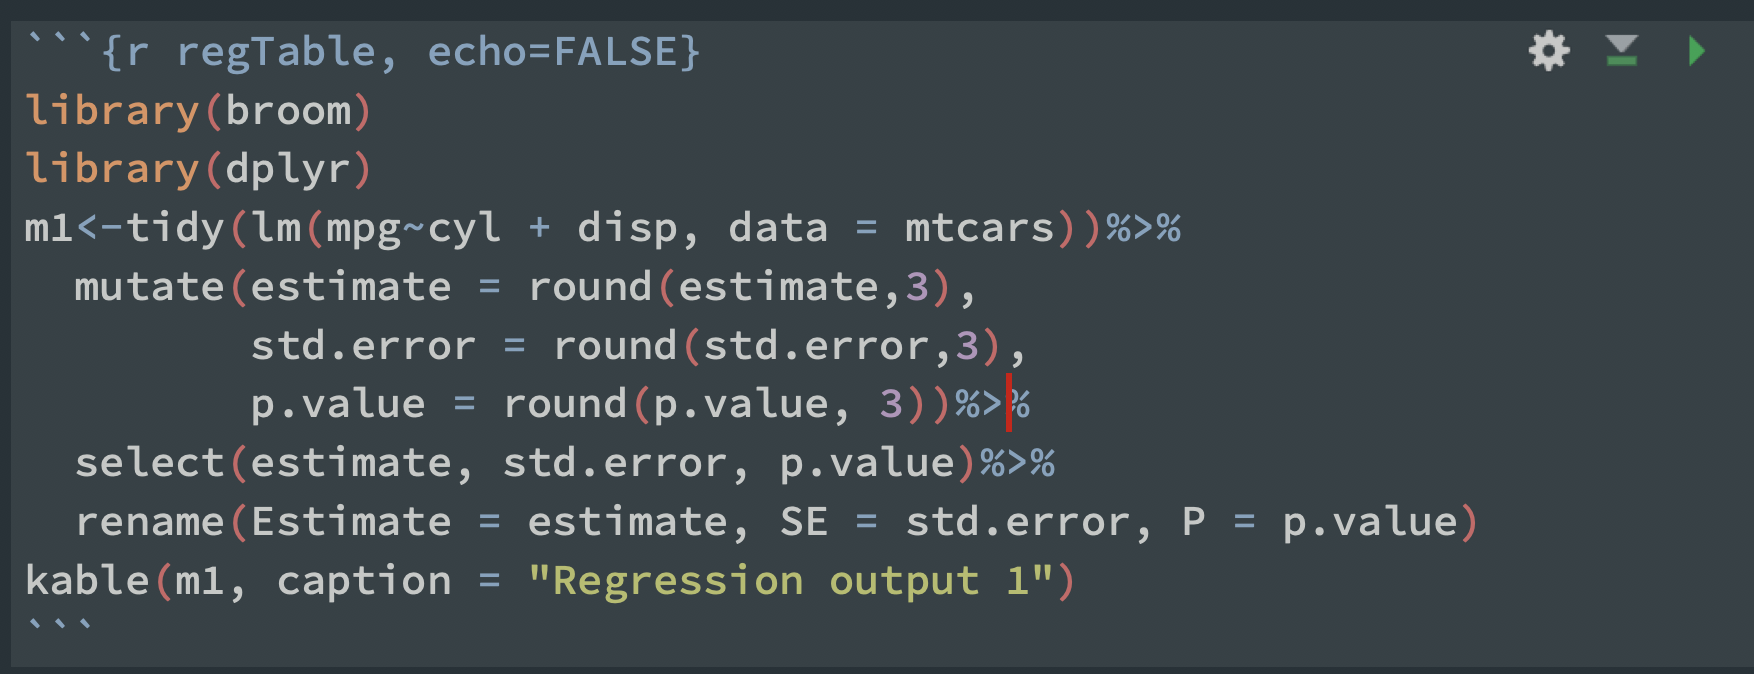 ```{r regTable, echo=FALSE}
library(broom)
library(dplyr)
m1<-tidy(lm(mpg~cyl + disp, data = mtcars))%>%
  mutate(estimate = round(estimate,3),
         std.error = round(std.error,3),
         p.value = round(p.value, 3))%>%
  select(estimate, std.error, p.value)%>%
  rename(Estimate = estimate, SE = std.error, P = p.value)
kable(m1, caption = "Regression output 1")
```